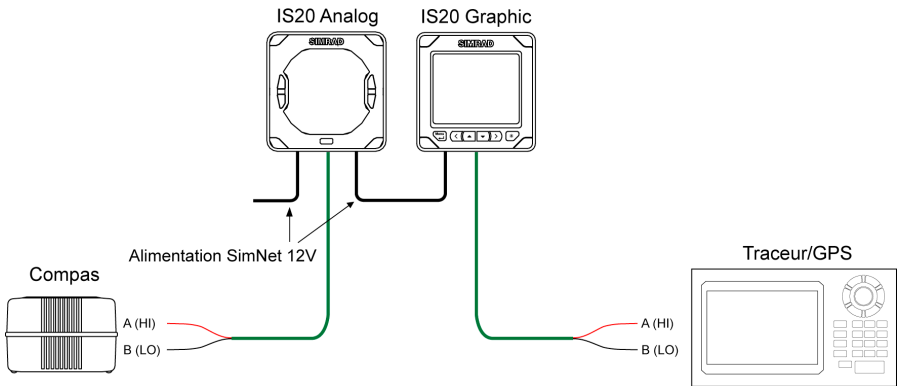 IS20 Analog
IS20 Graphic
SIMRAD
SIMRAD
Alimentation SimNet 12V
Compas
Traceur/GPS
A (HI)
B (LO)
A (HI)
B (LO)